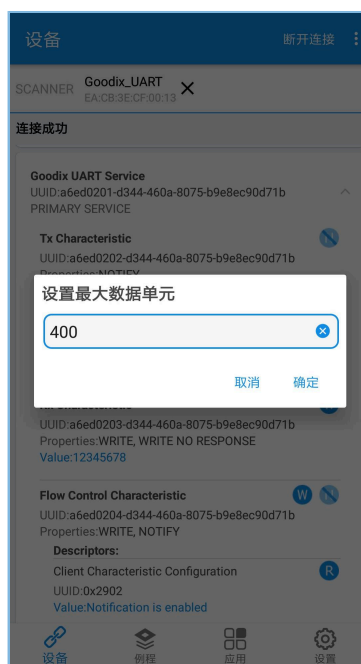 设备
断开连接
SCANNER
Goodix_UART
EA:CB:3E:CF:00:13
连接成功
Goodix UART Service
UUID:a6ed0201-d344-460a-8075-b9e8ec90d71b
PRIMARY SERVICE
Tx Characteristic
UUID:a6ed0202-d344-460a-8075-b9e8ec90d71b
Properties:NOTIFY
设置最大数据单元
400
取消
确定
UUID:a6ed0203-d344-460a-8075-b9e8ec90d71b
Properties:WRITE, WRITE NO RESPONSE
Value:12345678
Flow Control Characteristic
W
UUID:a6ed0204-d344-460a-8075-b9e8ec90d71b
Properties:WRITE, NOTIFY
Descriptors:
Client Characteristic Configuration
R
UUID:0x2902
Value:Notification is enabled
设备
例程
应用
设置